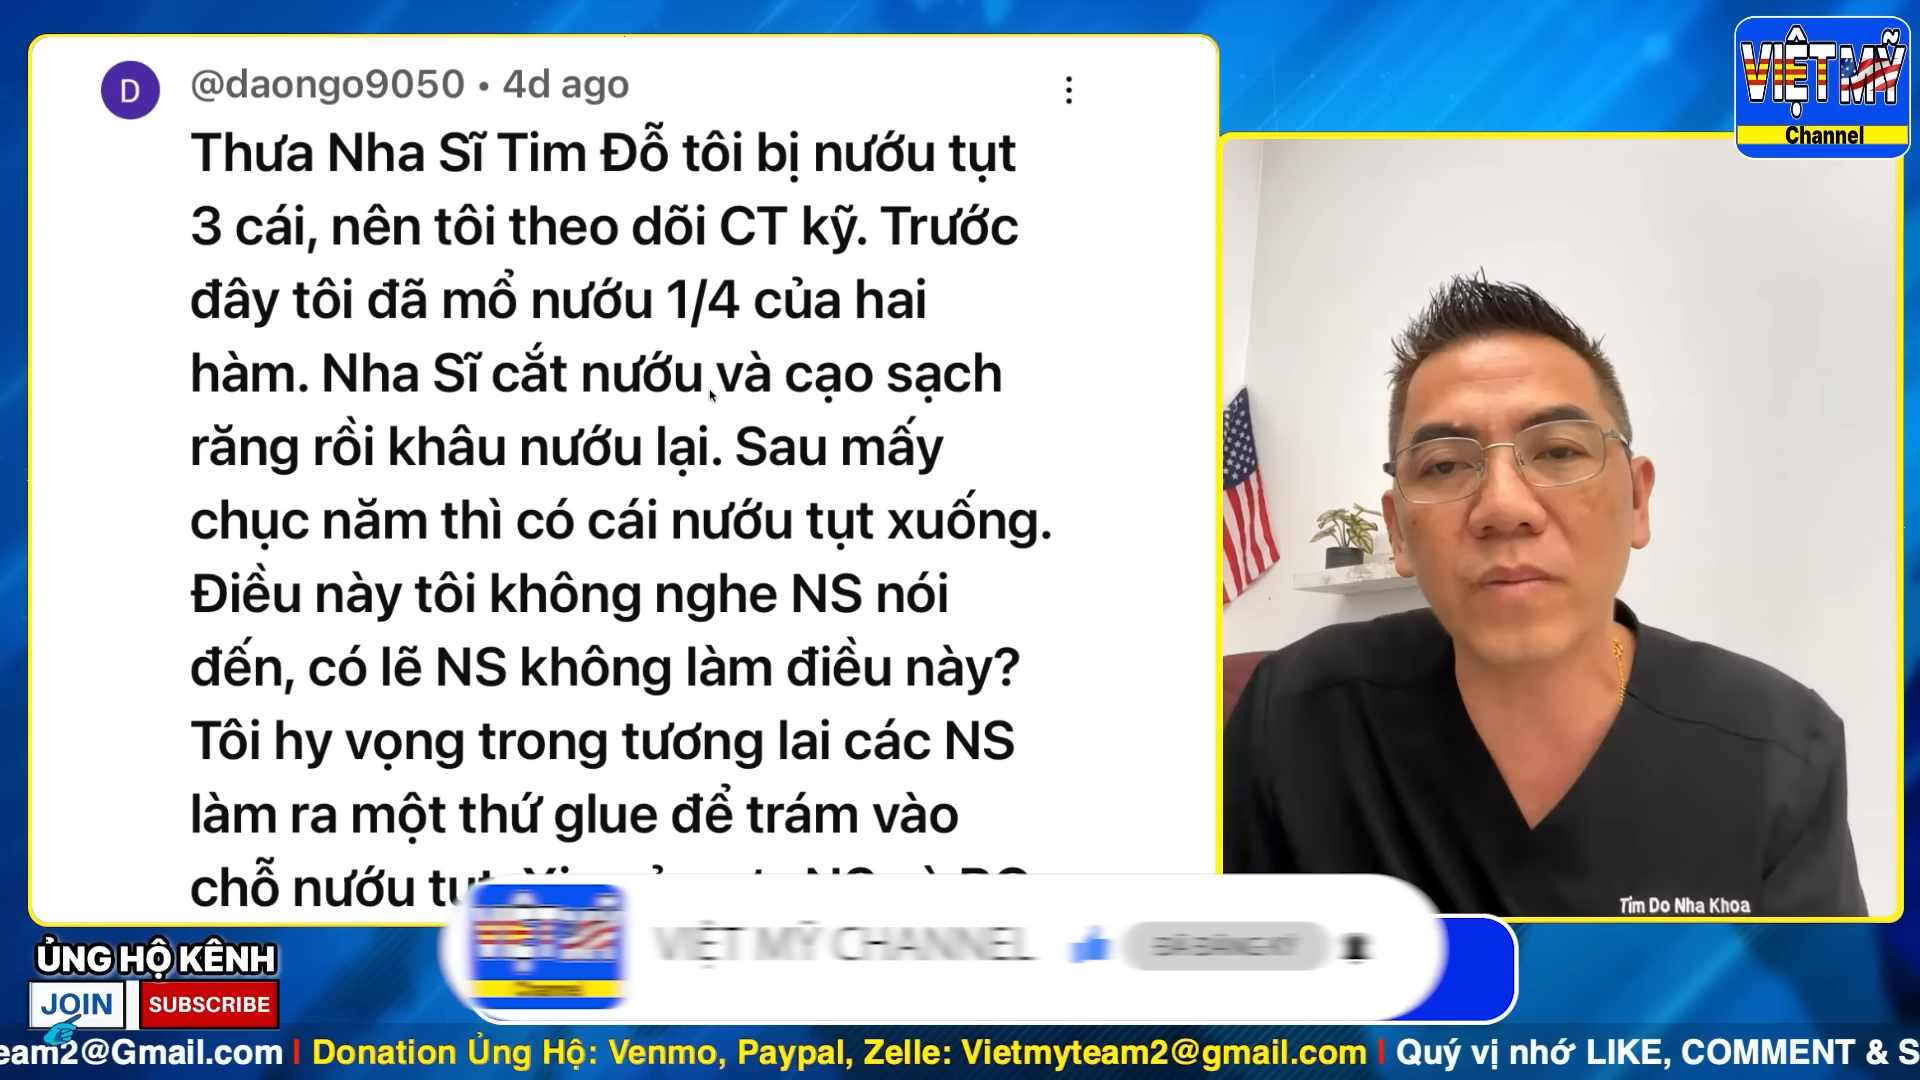 D
@daongo9050 • 4d ago
Thưa Nha Sĩ Tim Đỗ tôi bị nướu tụt
3 cái, nên tôi theo dõi CT kỹ. Trước
đây tôi đã mổ nướu 1/4 của hai
hàm. Nha Sĩ cắt nướu và cạo sạch
răng rồi khâu nướu lại. Sau mấy
chục năm thì có cái nướu tụt xuống.
Điều này tôi không nghe NS nói
đến, có lẽ NS không làm điều này?
Tôi hy vọng trong tương lai các NS
làm ra một thứ glue để trám vào
chỗ nướu
VIỆT MỸ
Channel
Tim Do Nha Khoa
VIỆT MỸ CHANNEL
ĐÃ ĐĂNG KÝ
ỦNG HỘ KÊNH
JOIN
SUBSCRIBE
eam2@Gmail.com | Donation Ủng Hộ: Venmo, Paypal, Zelle: Vietmyteam2@gmail.com | Quý vị nhớ LIKE, COMMENT & S